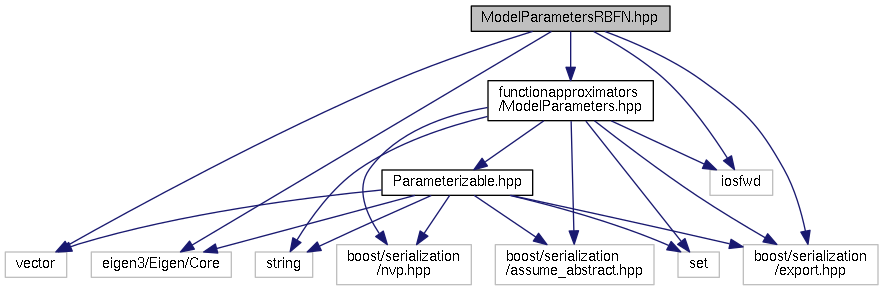 ModelParametersRBFN.hpp
functionapproximators
/ModelParameters.hpp
Parameterizable.hpp
iosfwd
vector
eigen3/Eigen/Core
string
boost/serialization
/nvp.hpp
boost/serialization
/assume_abstract.hpp
set
boost/serialization
/export.hpp